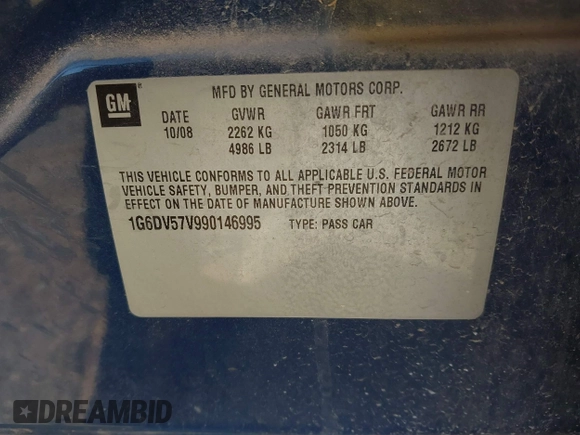 GM
MFD BY GENERAL MOTORS CORP.
DATE GVWR GAWR FRT GAWR RR
10/08 2262 KG 1050 KG 1212 KG
4986 LB 2314 LB 2672 LB
THIS VEHICLE CONFORMS TO ALL APPLICABLE U.S. FEDERAL MOTOR
VEHICLE SAFETY, BUMPER, AND THEFT PREVENTION STANDARDS IN
EFFECT ON THE DATE OF MANUFACTURE SHOWN ABOVE.
1G6DV57V990146995 TYPE: PASS CAR
DREAMBID